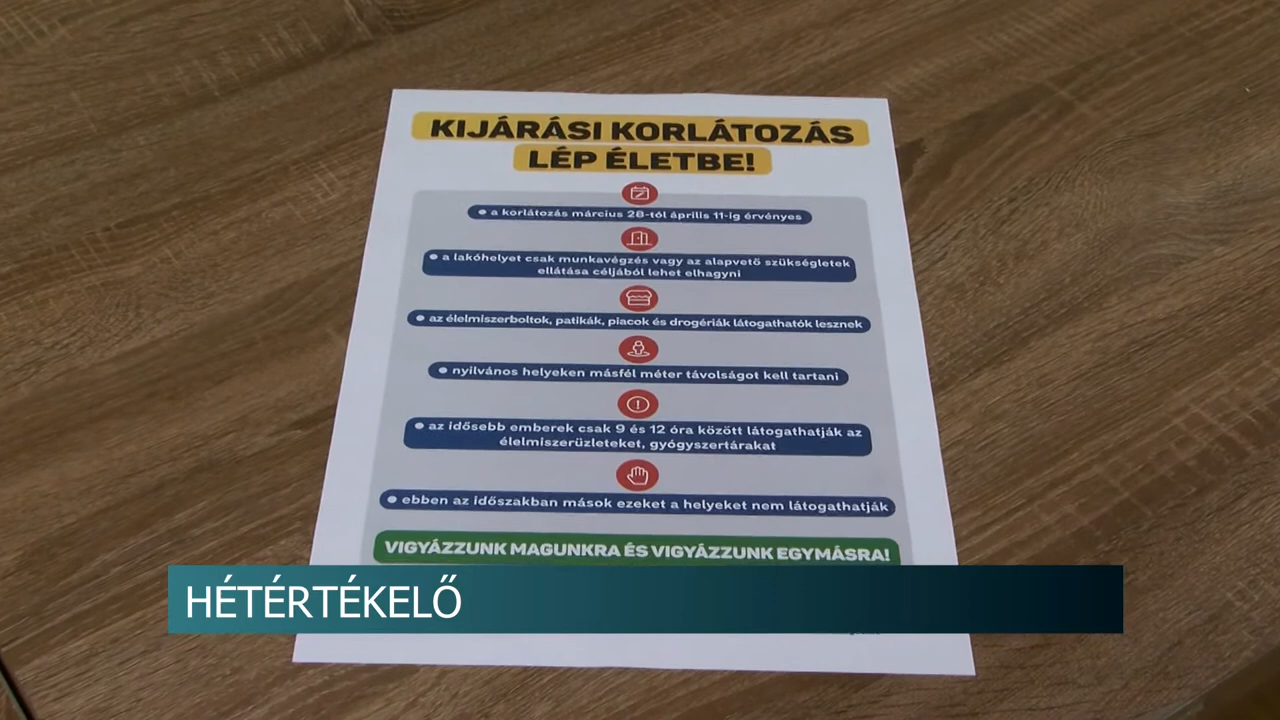 KIJÁRÁSI KORLÁTOZÁS
LÉP ÉLETBE!
a korlátozás március 28-tól április 11-ig érvényes
a lakóhelyet csak munkavégzés vagy az alapvető szükségletek
ellátása céljából lehet elhagyni
az élelmiszerboltok, patikák, piacok és drogériák látogathatók lesznek
nyilvános helyeken másfél méter távolságot kell tartani
az idősebb emberek csak 9 és 12 óra között látogathatják az
élelmiszerüzleteket, gyógyszertárakat
ebben az időszakban mások ezeket a helyeket nem látogathatják
VIGYÁZZUNK MAGUNKRA ÉS VIGYÁZZUNK EGYMÁSRA!
HÉTÉRTÉKELŐ